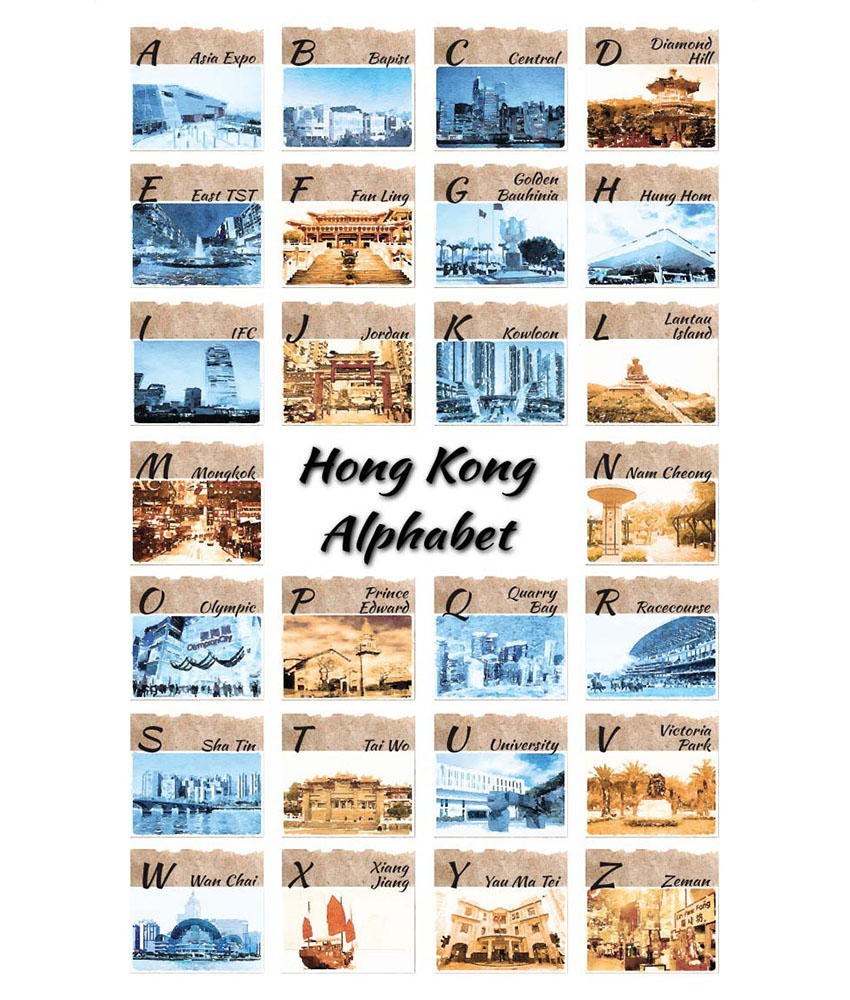 A
Asia Expo
B
Bapist
C
Central
D
Diamond
Hill
E
East TST
F
Fan Ling
G
Golden
Bauhinia
H
Hung Hom
I
IFC
J
Jordan
K
Kowloon
L
Lantau
Island
M
Mongkok
Hong Kong
Alphabet
N
Nam Cheong
O
Olympic
OlympianCity
P
Prince
Edward
Q
Quarry
Bay
R
Racecourse
S
Sha Tin
T
Tai Wo
U
University
V
Victoria
Park
W
Wan Chai
X
Xiang
Jiang
Y
Yau Ma Tei
Z
Zeman